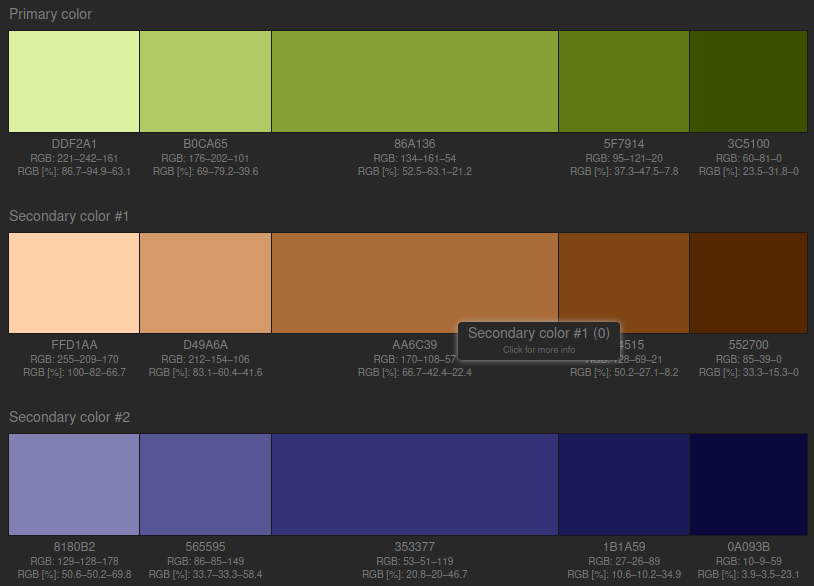 Primary color
DDF2A1 B0CA65 86A136 5F7914 3C5100
RGB: 221–242–161 RGB: 176–202–101 RGB: 134–161–54 RGB: 95–121–20 RGB: 60–81–0
RGB [%]: 86.7–94.9–63.1 RGB [%]: 69–79.2–39.6 RGB [%]: 52.5–63.1–21.2 RGB [%]: 37.3–47.5–7.8 RGB [%]: 23.5–31.8–0
Secondary color #1
Secondary color #1 (0)
Click for more info
FFD1AA D49A6A AA6C39 4515 552700
RGB: 255–209–170 RGB: 212–154–106 RGB: 170–108–57 128–69–21 RGB: 85–39–0
RGB [%]: 100–82–66.7 RGB [%]: 83.1–60.4–41.6 RGB [%]: 66.7–42.4–22.4 RGB [%]: 50.2–27.1–8.2 RGB [%]: 33.3–15.3–0
Secondary color #2
8180B2 565595 353377 1B1A59 0A093B
RGB: 129–128–178 RGB: 86–85–149 RGB: 53–51–119 RGB: 27–26–89 RGB: 10–9–59
RGB [%]: 50.6–50.2–69.8 RGB [%]: 33.7–33.3–58.4 RGB [%]: 20.8–20–46.7 RGB [%]: 10.6–10.2–34.9 RGB [%]: 3.9–3.5–23.1